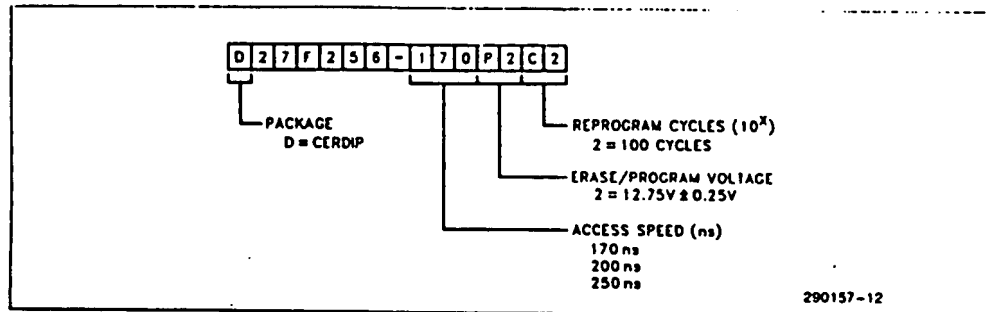 D27F256-170P2C2
PACKAGE
D = CERDIP
REPROGRAM CYCLES (10^X)
2 = 100 CYCLES
ERASE/PROGRAM VOLTAGE
2 = 12.75V ± 0.25V
ACCESS SPEED (ns)
170 ns
200 ns
250 ns
290157-12